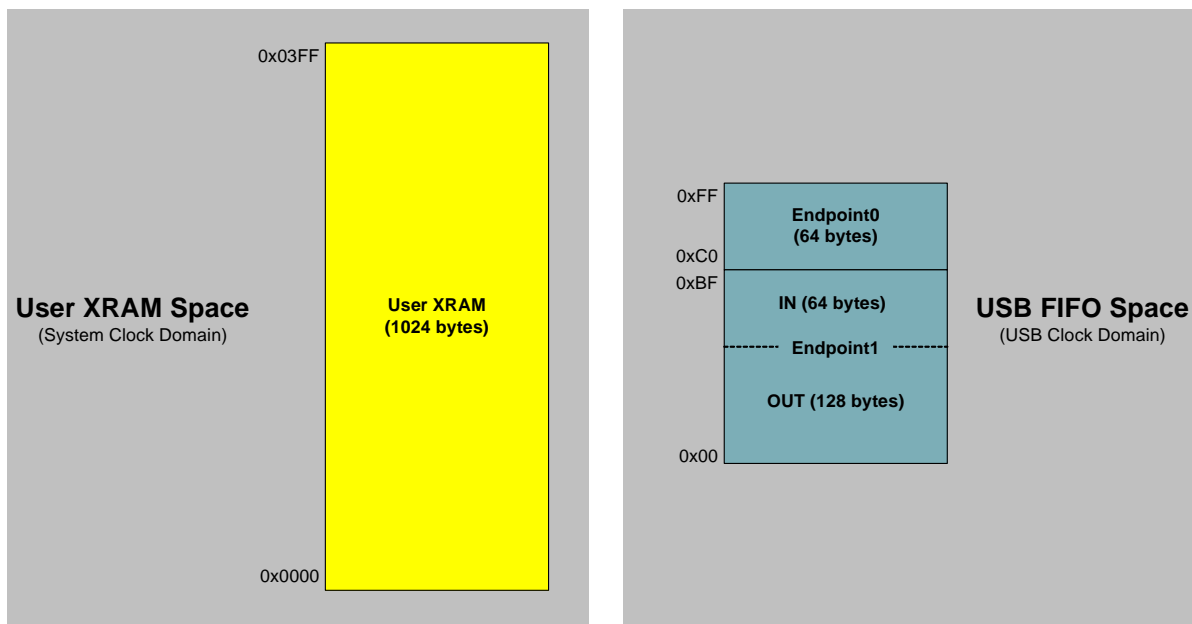 0x03FF
User XRAM Space
(System Clock Domain)
User XRAM
(1024 bytes)
0x0000
0xFF
Endpoint0
(64 bytes)
0xC0
0xBF
IN (64 bytes)
Endpoint1
OUT (128 bytes)
0x00
USB FIFO Space
(USB Clock Domain)